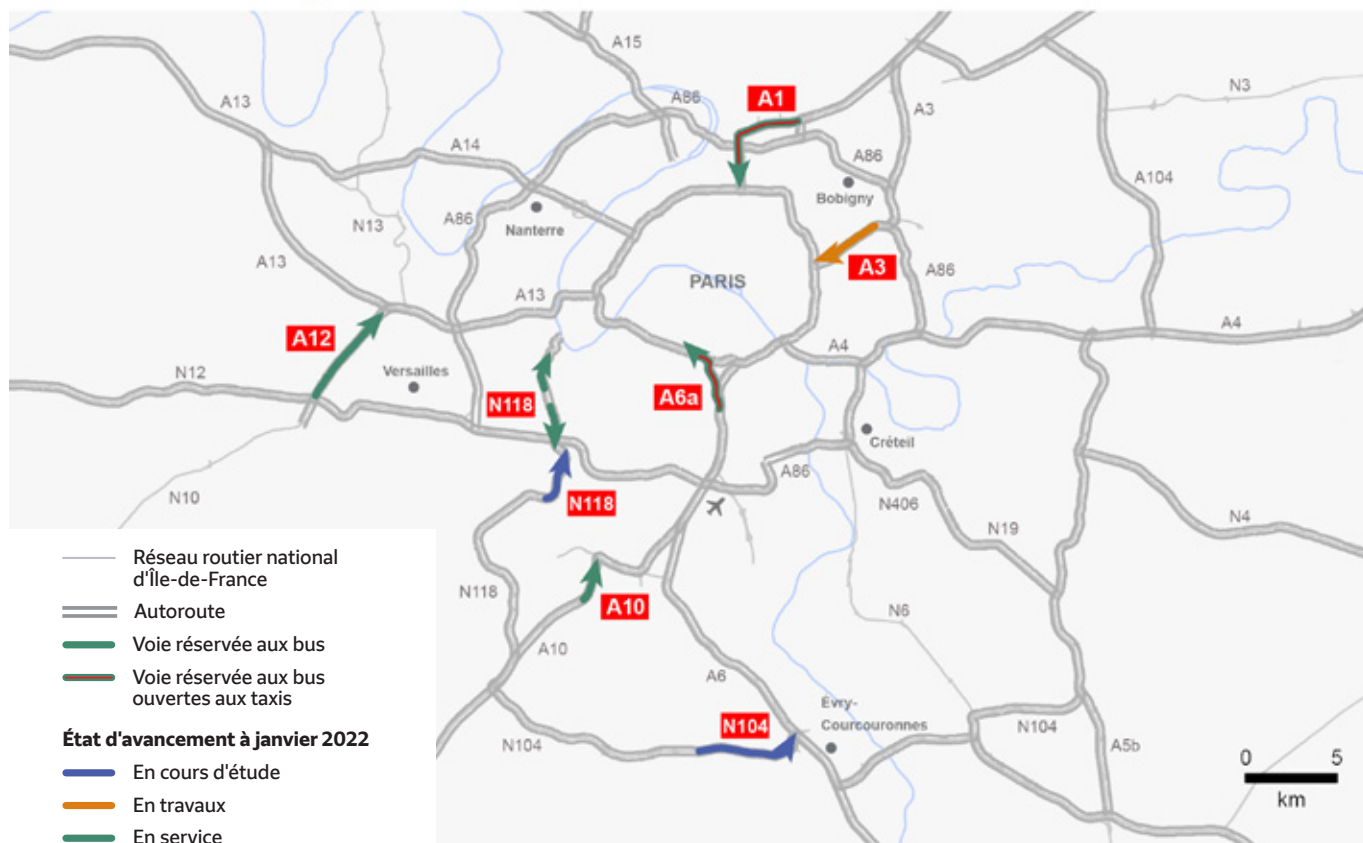 A15
A1
N3
A86
A13
A3
A14
A86
A104
Bobigny
N13
A86
Nanterre
A13
A3
A86
PARIS
A13
A4
A12
A4
N12
Versailles
N118
A6a
Créteil
A86
N10
N118
N406
N4
N19
N118
A10
N6
A10
A6
Évry-
Courcouronnes
N104
N104
N104
A5b
0 5
km
Réseau routier national
d'Île-de-France
Autoroute
Voie réservée aux bus
Voie réservée aux bus
ouvertes aux taxis
État d'avancement à janvier 2022
En cours d'étude
En travaux
En service